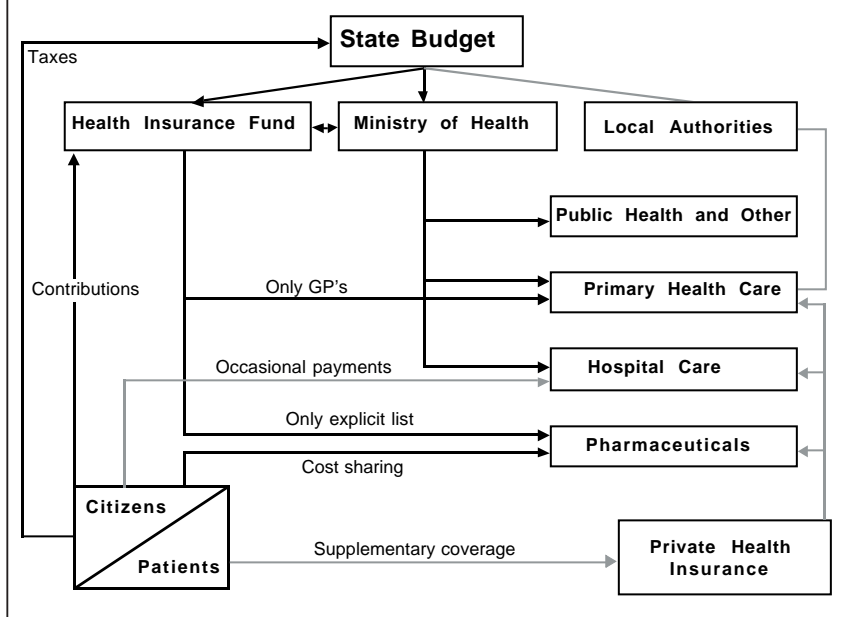 State Budget
Taxes
Health Insurance Fund
Ministry of Health
Local Authorities
Public Health and Other
Contributions
Only GP's
Primary Health Care
Occasional payments
Hospital Care
Only explicit list
Pharmaceuticals
Cost sharing
Citizens
Patients
Supplementary coverage
Private Health
Insurance